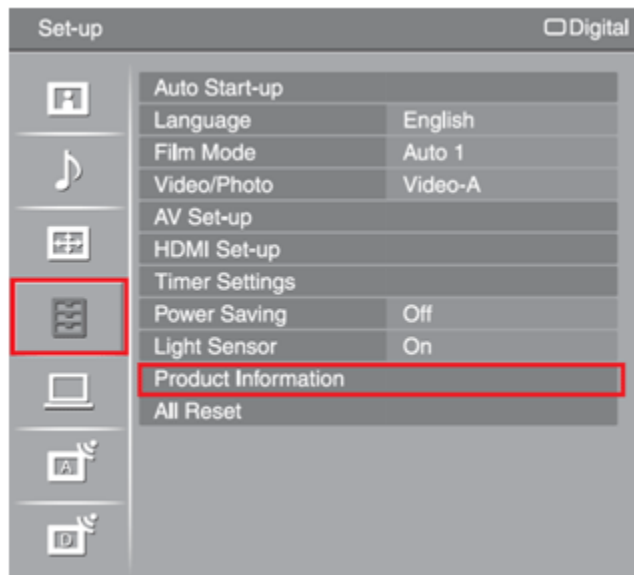 Set-up Digital
Auto Start-up
Language English
Film Mode Auto 1
Video/Photo Video-A
AV Set-up
HDMI Set-up
Timer Settings
Power Saving Off
Light Sensor On
Product Information
All Reset
A
D